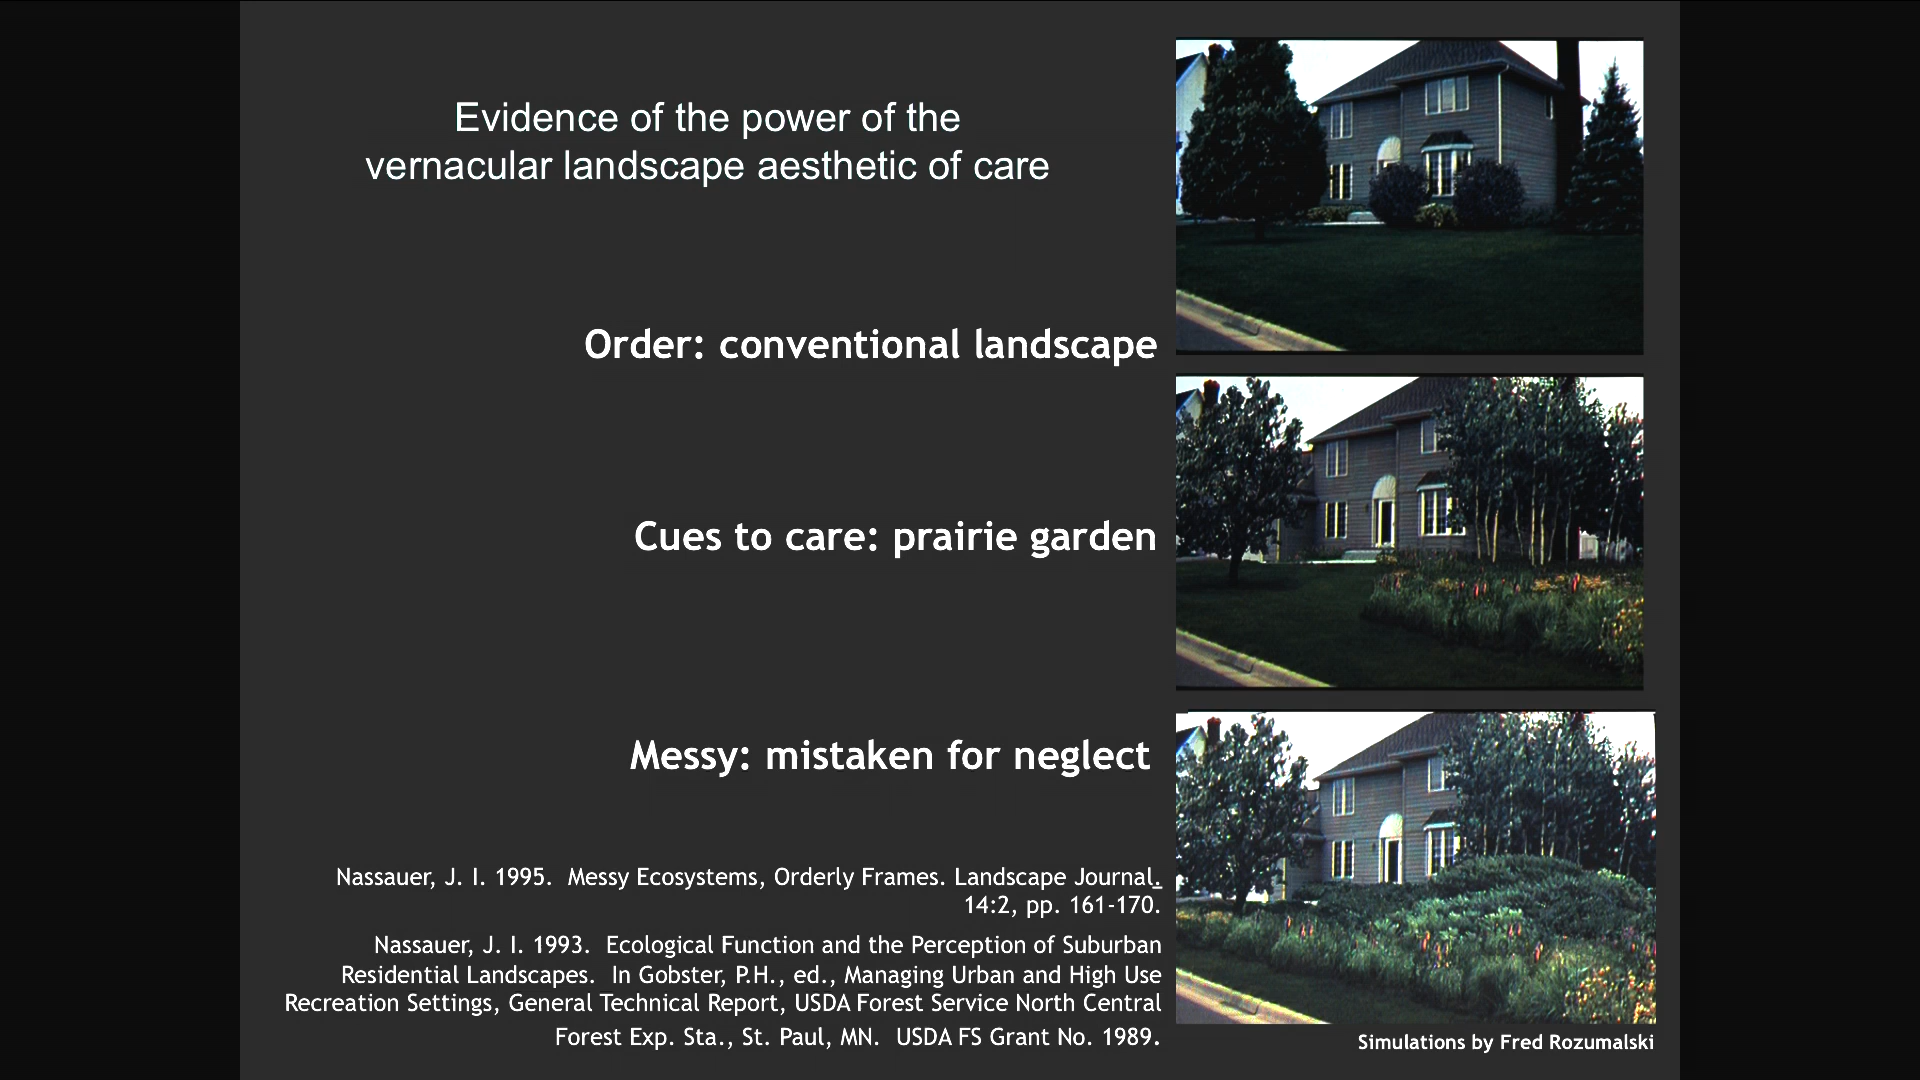 Evidence of the power of the
vernacular landscape aesthetic of care
Order: conventional landscape
Cues to care: prairie garden
Messy: mistaken for neglect
Nassauer, J. I. 1995.  Messy Ecosystems, Orderly Frames. Landscape Journal.
14:2, pp. 161-170.
Nassauer, J. I. 1993.  Ecological Function and the Perception of Suburban
Residential Landscapes.  In Gobster, P.H., ed., Managing Urban and High Use
Recreation Settings, General Technical Report, USDA Forest Service North Central
Forest Exp. Sta., St. Paul, MN.  USDA FS Grant No. 1989.
Simulations by Fred Rozumalski